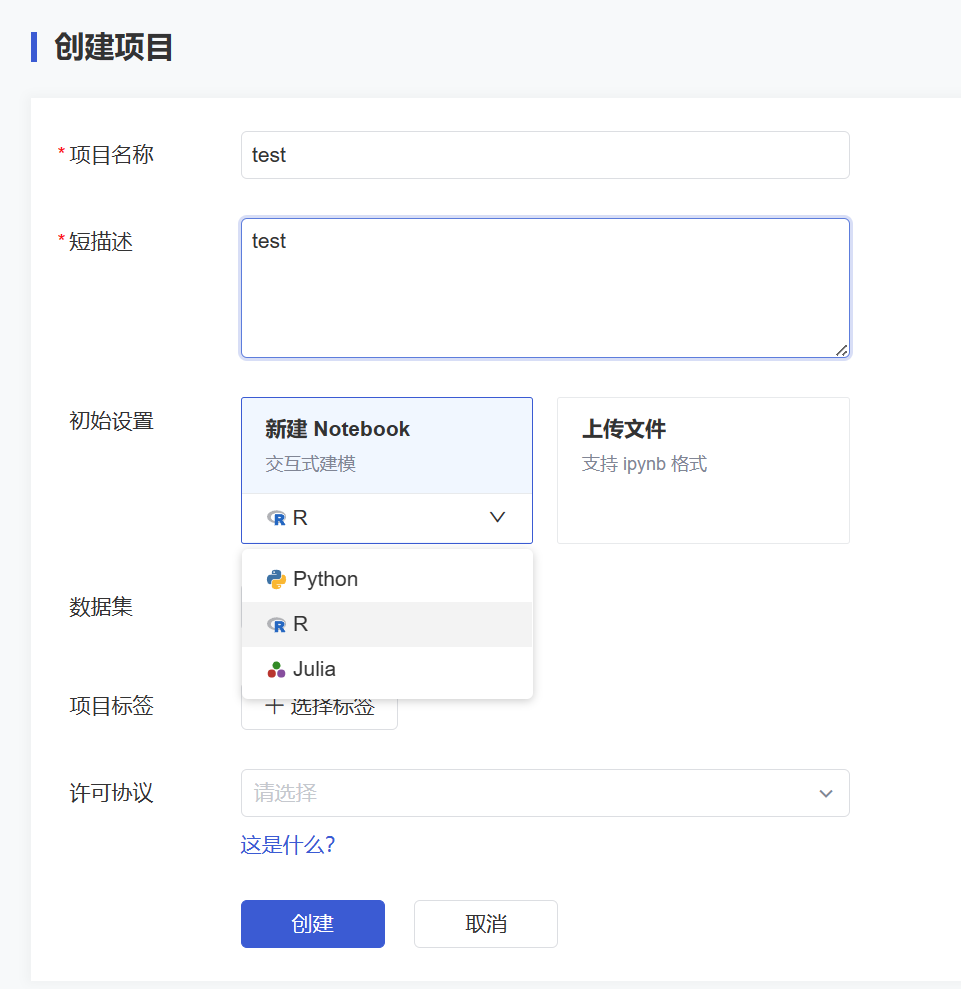 创建项目
* 项目名称
test
* 短描述
test
初始设置
新建 Notebook
交互式建模
R
上传文件
支持 ipynb 格式
Python
R
Julia
数据集
项目标签
+ 选择标签
许可协议
请选择
这是什么?
创建
取消